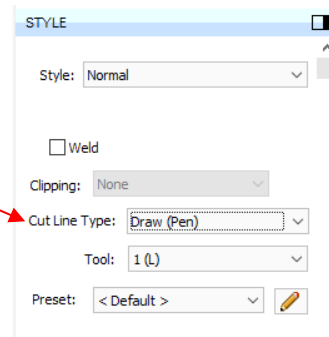 STYLE
Style: Normal
Weld
Clipping: None
Cut Line Type: Draw (Pen)
Tool: 1 (L)
Preset: < Default >